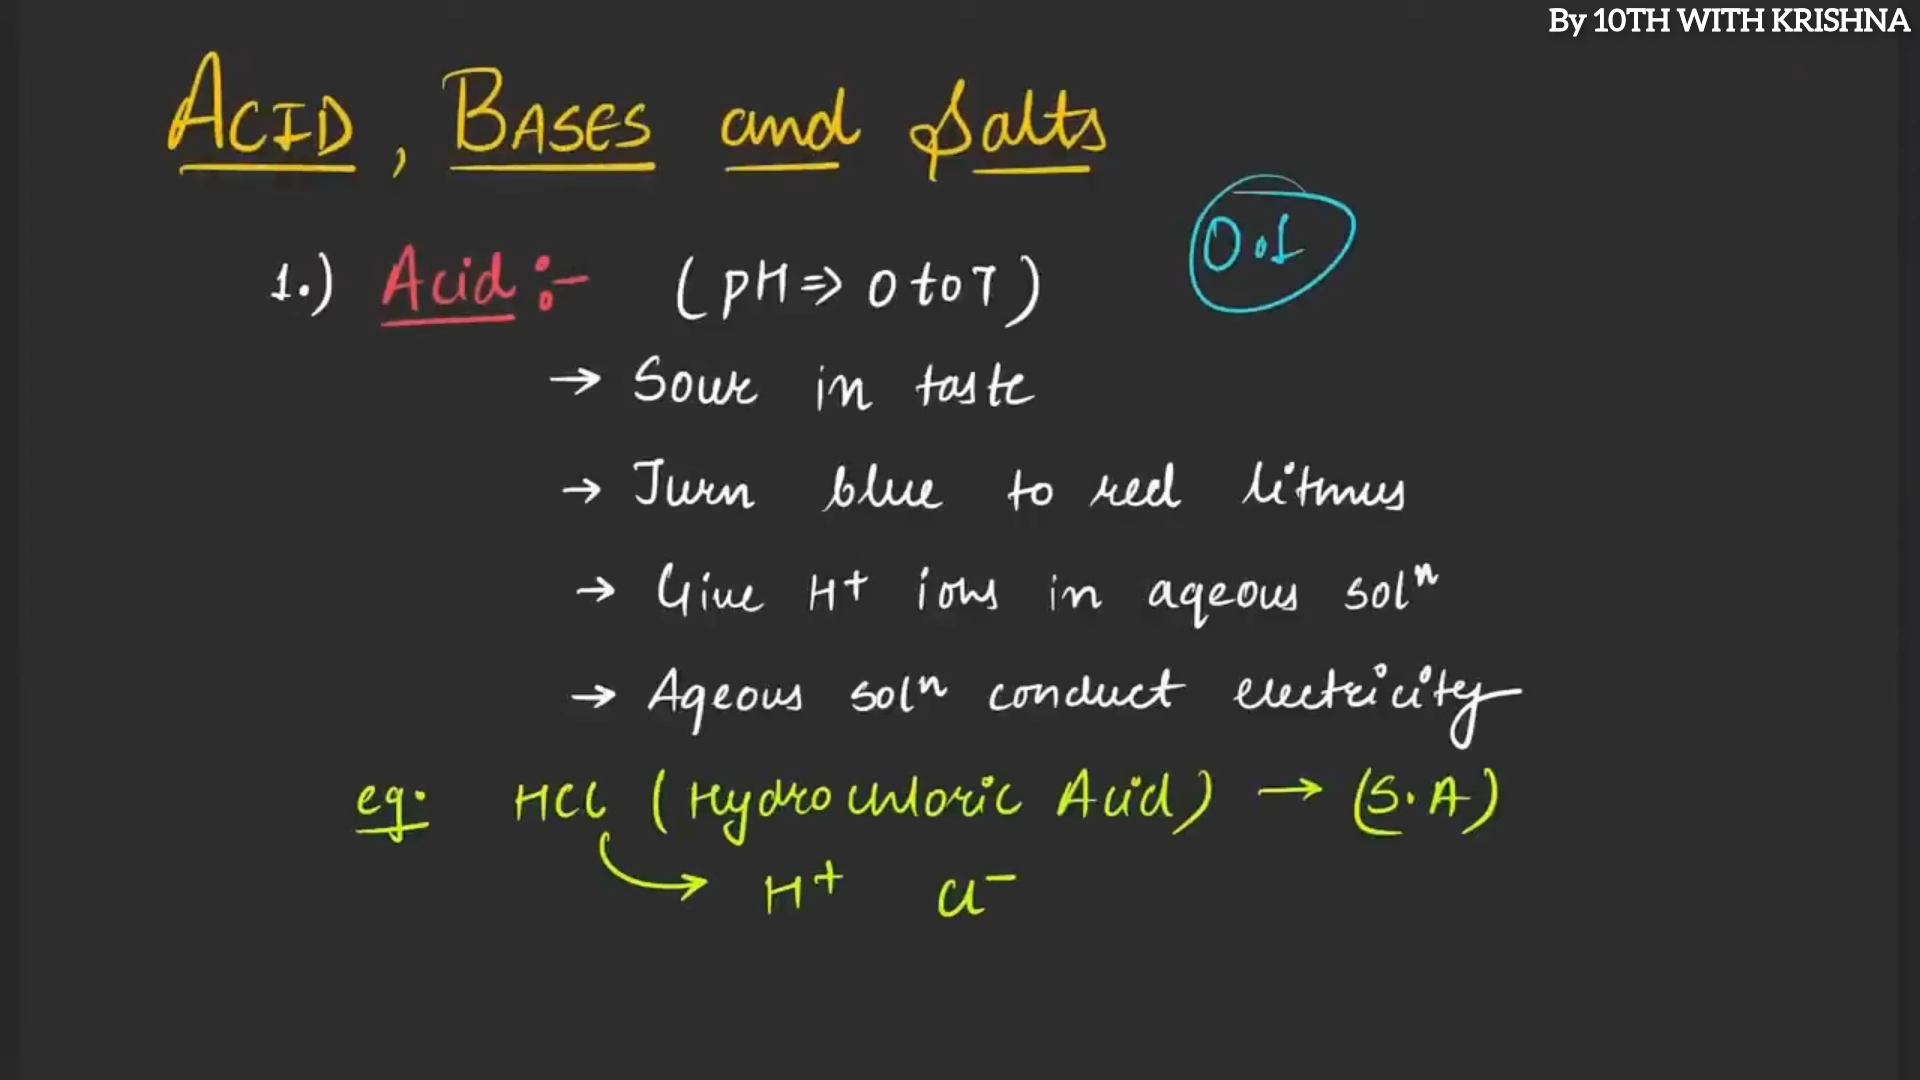 By 10TH WITH KRISHNA
ACID, BASES and Salts
0.1
1.) Acid :- (pH => 0 to 7)
→ Sour in taste
→ Turn blue to red litmus
→ Give H⁺ ions in aqeous solⁿ
→ Aqeous solⁿ conduct electricity
eg: HCl (Hydrochloric Acid) → (S.A)
H⁺ Cl⁻